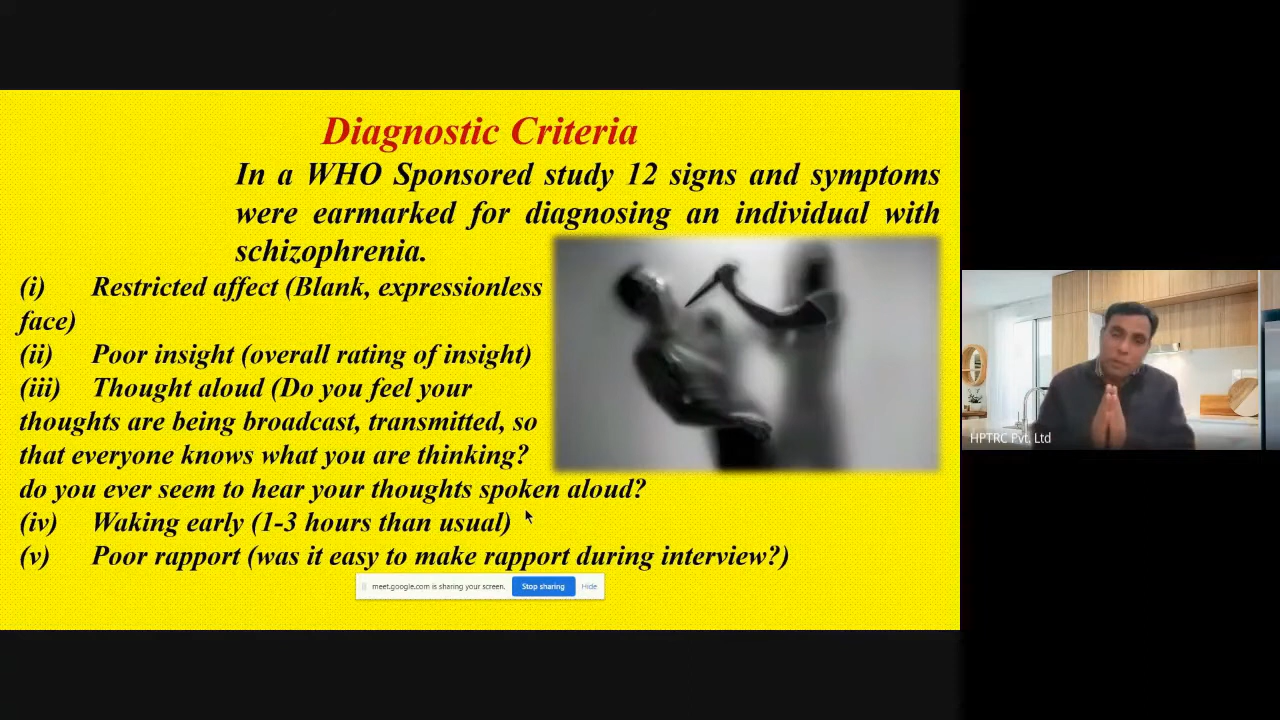 Diagnostic Criteria
In a WHO Sponsored study 12 signs and symptoms
were earmarked for diagnosing an individual with
schizophrenia.
(i) Restricted affect (Blank, expressionless
face)
(ii) Poor insight (overall rating of insight)
(iii) Thought aloud (Do you feel your
thoughts are being broadcast, transmitted, so
that everyone knows what you are thinking?
do you ever seem to hear your thoughts spoken aloud?
(iv) Waking early (1-3 hours than usual)
(v) Poor rapport (was it easy to make rapport during interview?)
meet.google.com is sharing your screen. Stop sharing Hide
HPTRC Pvt. Ltd